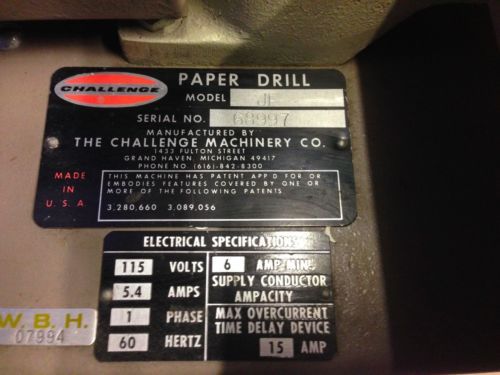 CHALLENGE
PAPER DRILL
MODEL JF
SERIAL NO. 68997
MANUFACTURED BY
THE CHALLENGE MACHINERY CO.
1433 FULTON STREET
GRAND HAVEN, MICHIGAN 49417
PHONE NO. (616-842-8300
MADE
IN
U.S.A.
THIS MACHINE HAS PATENT APP'D FOR OR
EMBODIES FEATURES COVERED BY ONE OR
MORE OF THE FOLLOWING PATENTS
3,280,660 3,089,056
ELECTRICAL SPECIFICATIONS
115 VOLTS
5.4 AMPS
1 PHASE
60 HERTZ
6 AMP/MIN.
SUPPLY CONDUCTOR
AMPACITY
MAX OVERCURRENT
TIME DELAY DEVICE
15 AMP
W. B. H.
07994